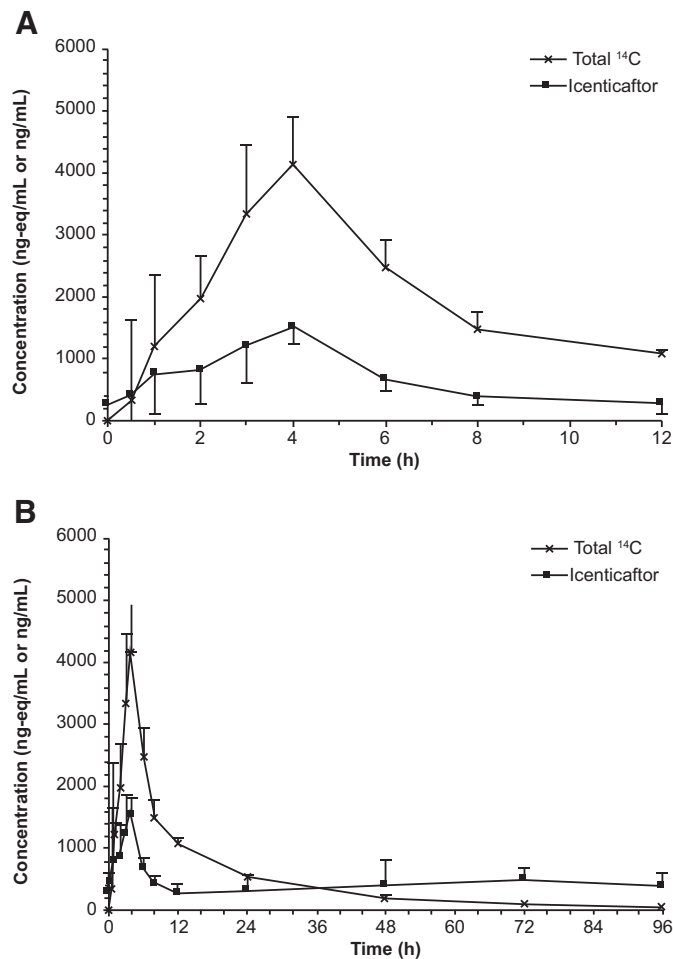 A
6000
5000
4000
3000
2000
1000
0
Concentration (ng-eq/mL or ng/mL)
Total ¹⁴C
Icenticaftor
0 2 4 6 8 10 12
Time (h)
B
6000
5000
4000
3000
2000
1000
0
Concentration (ng-eq/mL or ng/mL)
Total ¹⁴C
Icenticaftor
0 12 24 36 48 60 72 84 96
Time (h)